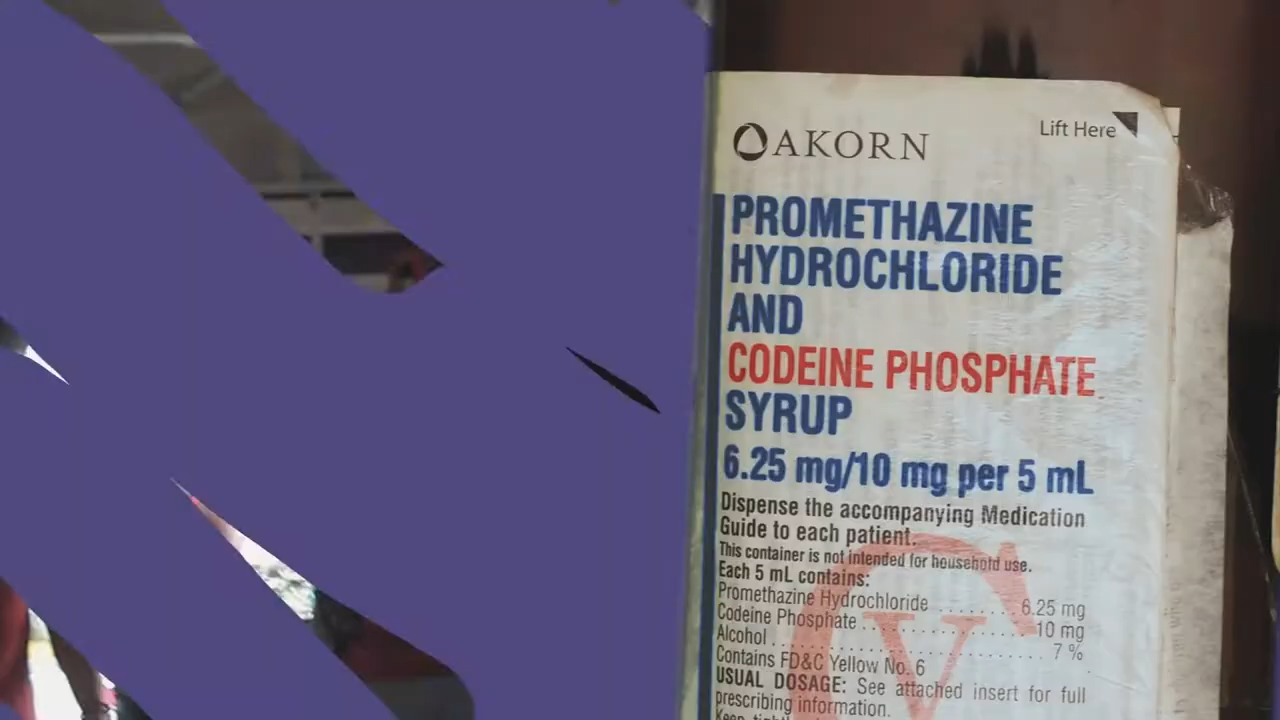 AKORN
Lift Here
PROMETHAZINE
HYDROCHLORIDE
AND
CODEINE PHOSPHATE
SYRUP
6.25 mg/10 mg per 5 mL
Dispense the accompanying Medication
Guide to each patient.
This container is not intended for household use.
Each 5 mL contains:
Promethazine Hydrochloride ....... 6.25 mg
Codeine Phosphate ................ 10 mg
Alcohol .......................... 7 %
Contains FD&C Yellow No. 6
USUAL DOSAGE: See attached insert for full
prescribing information.
Keep
CV